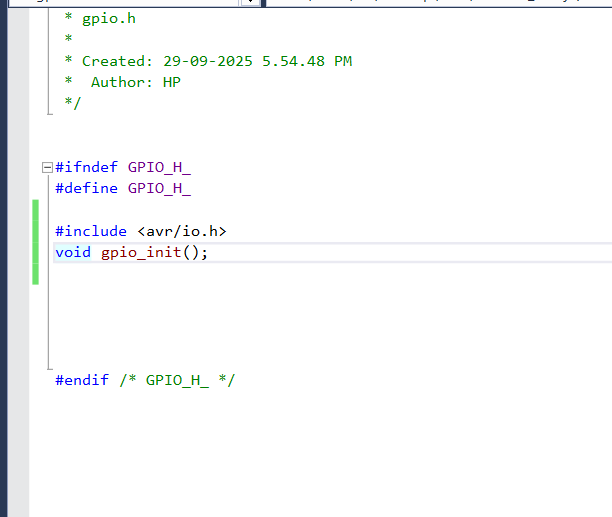 * gpio.h
*
* Created: 29-09-2025 5.54.48 PM
*  Author: HP
*/
#ifndef GPIO_H_
#define GPIO_H_
#include <avr/io.h>
void gpio_init();
#endif /* GPIO_H_ */